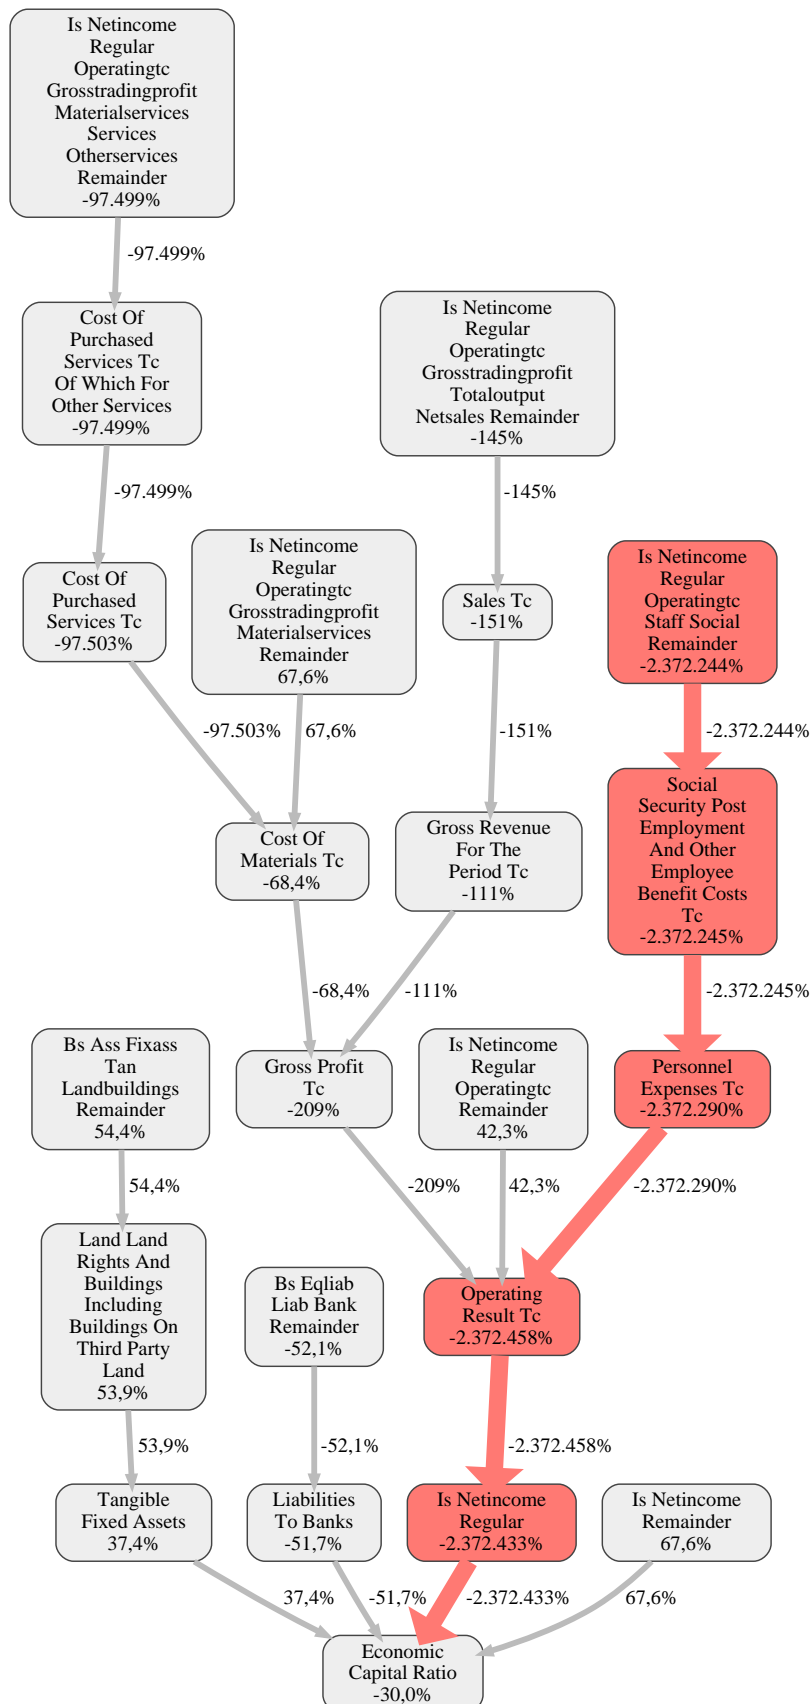 Is Netincome
Regular
Operatingtc
Grosstradingprofit
Materialservices
Services
Otherservices
Remainder
-97.499%
-97.499%
Cost Of
Purchased
Services Tc
Of Which For
Other Services
-97.499%
Is Netincome
Regular
Operatingtc
Grosstradingprofit
Totaloutput
Netsales Remainder
-145%
-97.499%
-145%
Cost Of
Purchased
Services Tc
-97.503%
Is Netincome
Regular
Operatingtc
Grosstradingprofit
Materialservices
Remainder
67,6%
Sales Tc
-151%
Is Netincome
Regular
Operatingtc
Staff Social
Remainder
-2.372.244%
-97.503%
67,6%
-151%
-2.372.244%
Cost Of
Materials Tc
-68,4%
Gross Revenue
For The
Period Tc
-111%
Social
Security Post
Employment
And Other
Employee
Benefit Costs
Tc
-2.372.245%
-68,4%
-111%
-2.372.245%
Bs Ass Fixass
Tan
Landbuildings
Remainder
54,4%
Gross Profit
Tc
-209%
Is Netincome
Regular
Operatingtc
Remainder
42,3%
Personnel
Expenses Tc
-2.372.290%
54,4%
-209%
42,3%
-2.372.290%
Land Land
Rights And
Buildings
Including
Buildings On
Third Party
Land
53,9%
Bs Eqliab
Liab Bank
Remainder
-52,1%
Operating
Result Tc
-2.372.458%
53,9%
-52,1%
-2.372.458%
Tangible
Fixed Assets
37,4%
Liabilities
To Banks
-51,7%
Is Netincome
Regular
-2.372.433%
Is Netincome
Remainder
67,6%
37,4%
-51,7%
-2.372.433%
67,6%
Economic
Capital Ratio
-30,0%